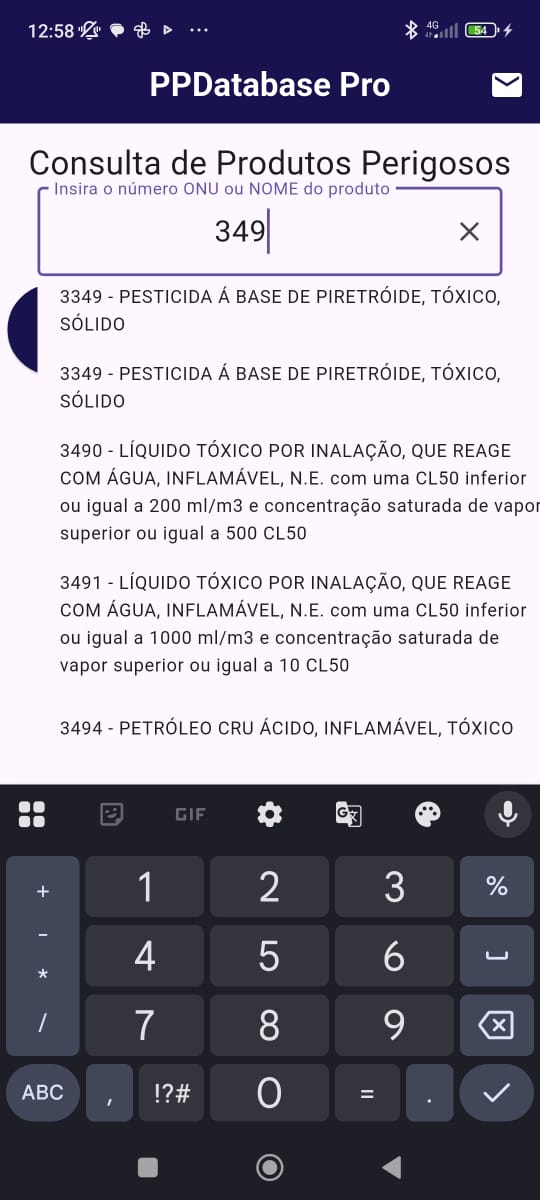 12:58
4G
54
PPDatabase Pro
Consulta de Produtos Perigosos
Insira o número ONU ou NOME do produto
349
3349 - PESTICIDA Á BASE DE PIRETRÓIDE, TÓXICO,
SÓLIDO
3349 - PESTICIDA Á BASE DE PIRETRÓIDE, TÓXICO,
SÓLIDO
3490 - LÍQUIDO TÓXICO POR INALAÇÃO, QUE REAGE
COM ÁGUA, INFLAMÁVEL, N.E. com uma CL50 inferior
ou igual a 200 ml/m3 e concentração saturada de vapor
superior ou igual a 500 CL50
3491 - LÍQUIDO TÓXICO POR INALAÇÃO, QUE REAGE
COM ÁGUA, INFLAMÁVEL, N.E. com uma CL50 inferior
ou igual a 1000 ml/m3 e concentração saturada de
vapor superior ou igual a 10 CL50
3494 - PETRÓLEO CRU ÁCIDO, INFLAMÁVEL, TÓXICO
GIF
+ 1 2 3 %
- 4 5 6
*
/ 7 8 9
ABC , !?# 0 = .